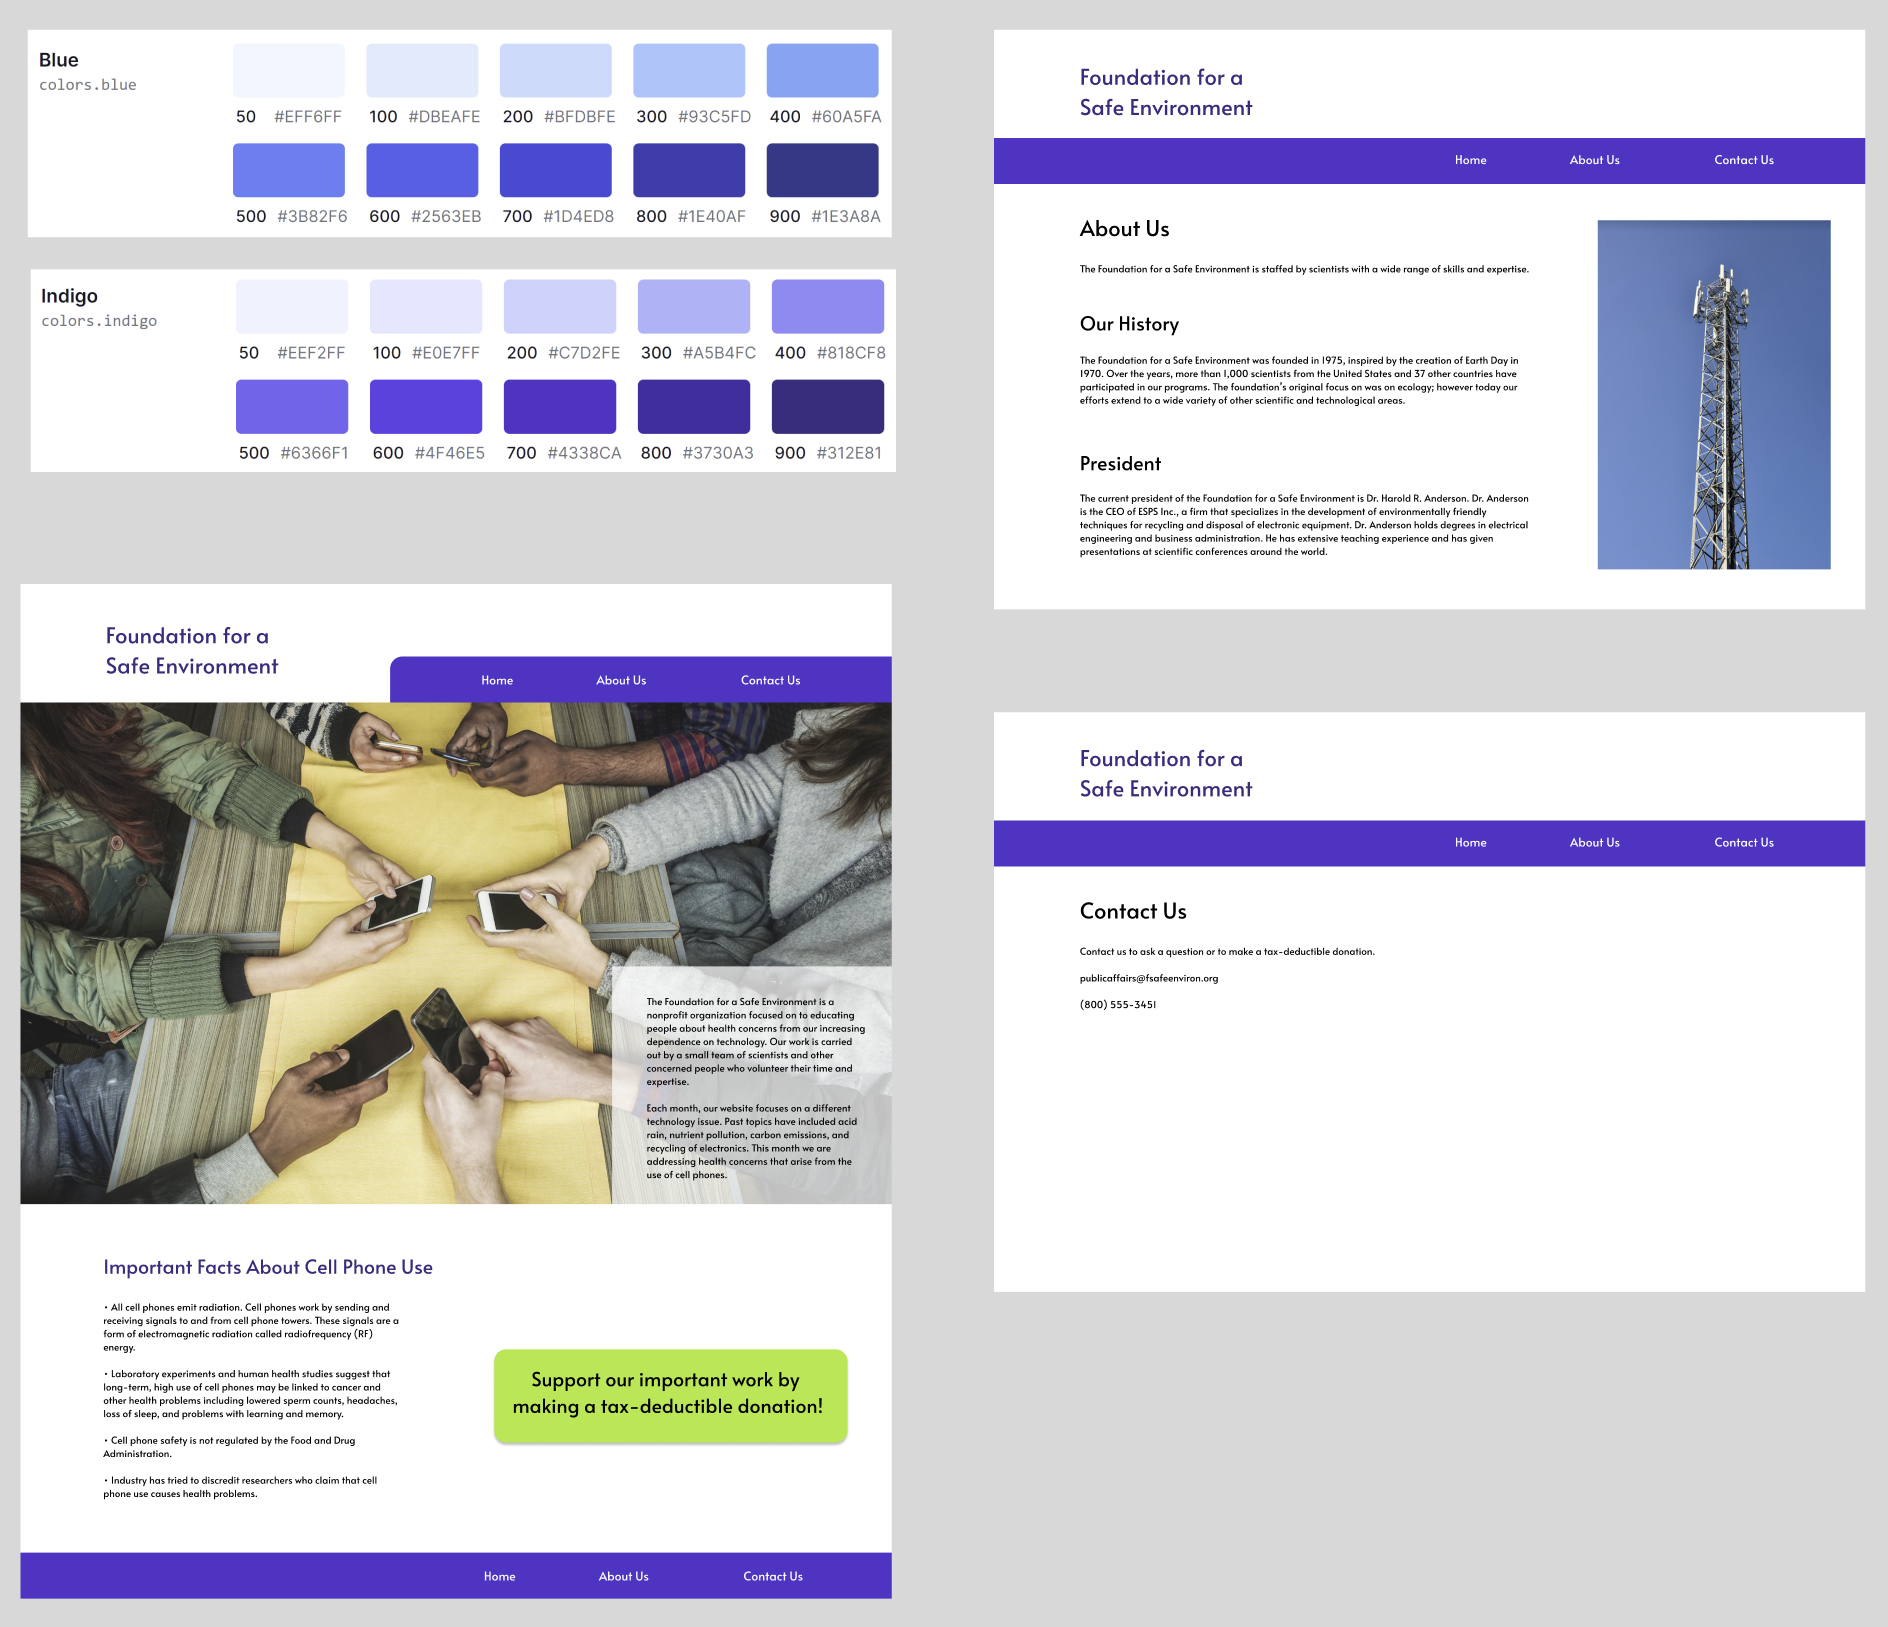 Blue
colors.blue
50 #EFF6FF 100 #DBEAFE 200 #BFDBFE 300 #93C5FD 400 #60A5FA
500 #3B82F6 600 #2563EB 700 #1D4ED8 800 #1E40AF 900 #1E3A8A
Indigo
colors.indigo
50 #EEF2FF 100 #E0E7FF 200 #C7D2FE 300 #A5B4FC 400 #818CF8
500 #6366F1 600 #4F46E5 700 #4338CA 800 #3730A3 900 #312E81
Foundation for a
Safe Environment
Home About Us Contact Us
The Foundation for a Safe Environment is a
nonprofit organization focused on to educating
people about health concerns from our increasing
dependence on technology. Our work is carried
out by a small team of scientists and other
concerned people who volunteer their time and
expertise.
Each month, our website focuses on a different
technology issue. Past topics have included acid
rain, nutrient pollution, carbon emissions, and
recycling of electronics. This month we are
addressing health concerns that arise from the
use of cell phones.
Important Facts About Cell Phone Use
• All cell phones emit radiation. Cell phones work by sending and
receiving signals to and from cell phone towers. These signals are a
form of electromagnetic radiation called radiofrequency (RF)
energy.
• Laboratory experiments and human health studies suggest that
long-term, high use of cell phones may be linked to cancer and
other health problems including lowered sperm counts, headaches,
loss of sleep, and problems with learning and memory.
• Cell phone safety is not regulated by the Food and Drug
Administration.
• Industry has tried to discredit researchers who claim that cell
phone use causes health problems.
Support our important work by
making a tax-deductible donation!
Home About Us Contact Us
Foundation for a
Safe Environment
Home About Us Contact Us
About Us
The Foundation for a Safe Environment is staffed by scientists with a wide range of skills and expertise.
Our History
The Foundation for a Safe Environment was founded in 1975, inspired by the creation of Earth Day in
1970. Over the years, more than 1,000 scientists from the United States and 37 other countries have
participated in our programs. The foundation's original focus on was on ecology; however today our
efforts extend to a wide variety of other scientific and technological areas.
President
The current president of the Foundation for a Safe Environment is Dr. Harold R. Anderson. Dr. Anderson
is the CEO of ESPS Inc., a firm that specializes in the development of environmentally friendly
techniques for recycling and disposal of electronic equipment. Dr. Anderson holds degrees in electrical
engineering and business administration. He has extensive teaching experience and has given
presentations at scientific conferences around the world.
Foundation for a
Safe Environment
Home About Us Contact Us
Contact Us
Contact us to ask a question or to make a tax-deductible donation.
publicaffairs@fsafeenviron.org
(800) 555-3451